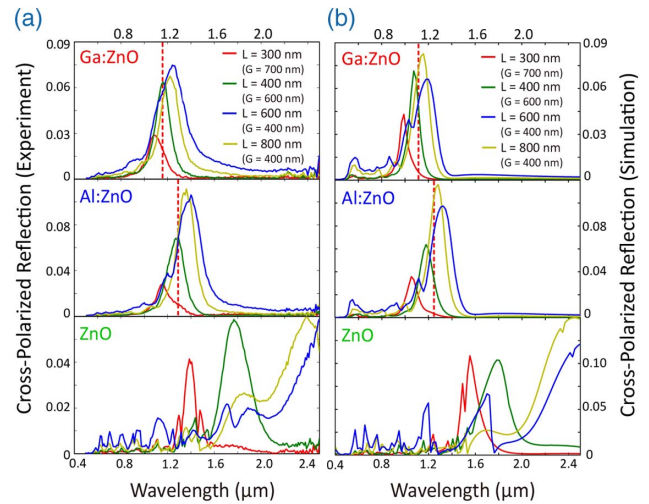 (a)
0.8 1.2 1.6 2.0
Cross-Polarized Reflection (Experiment)
0.09
0.06
0.03
0
Ga:ZnO
L = 300 nm
(G = 700 nm)
L = 400 nm
(G = 600 nm)
L = 600 nm
(G = 400 nm)
L = 800 nm
(G = 400 nm)
0.08
0.04
0
Al:ZnO
0.04
0.02
0
ZnO
0.4 0.8 1.2 1.6 2.0 2.4
Wavelength (μm)
(b)
0.8 1.2 1.6 2.0
Ga:ZnO
L = 300 nm
(G = 700 nm)
L = 400 nm
(G = 600 nm)
L = 600 nm
(G = 400 nm)
L = 800 nm
(G = 400 nm)
0.09
0.06
0.03
0
Al:ZnO
0.08
0.04
0
ZnO
0.10
0.05
0
0.4 0.8 1.2 1.6 2.0 2.4
Wavelength (μm)
Cross-Polarized Reflection (Simulation)